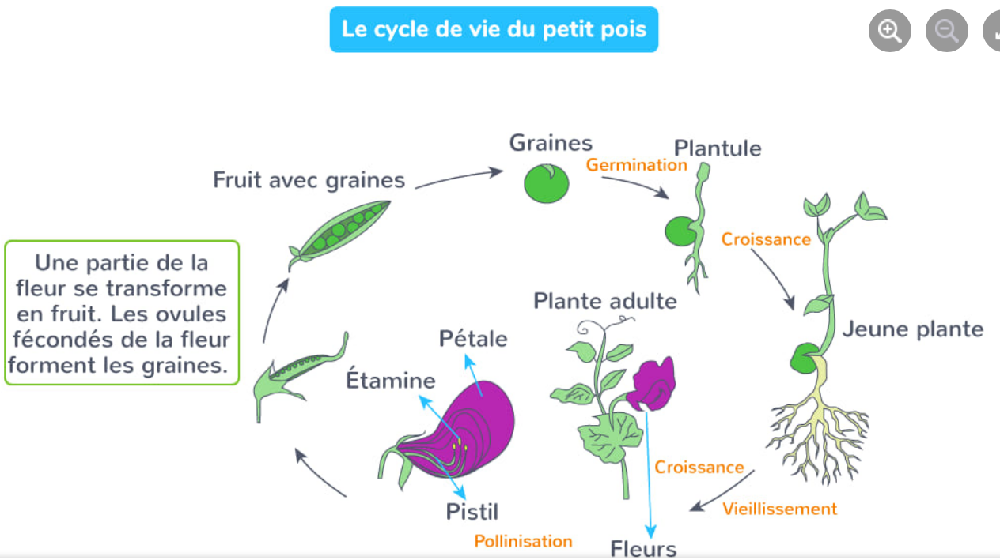 Le cycle de vie du petit pois
Graines
Plantule
Germination
Fruit avec graines
Croissance
Une partie de la
fleur se transforme
en fruit. Les ovules
fécondés de la fleur
forment les graines.
Plante adulte
Jeune plante
Pétale
Étamine
Croissance
Vieillissement
Pistil
Pollinisation
Fleurs